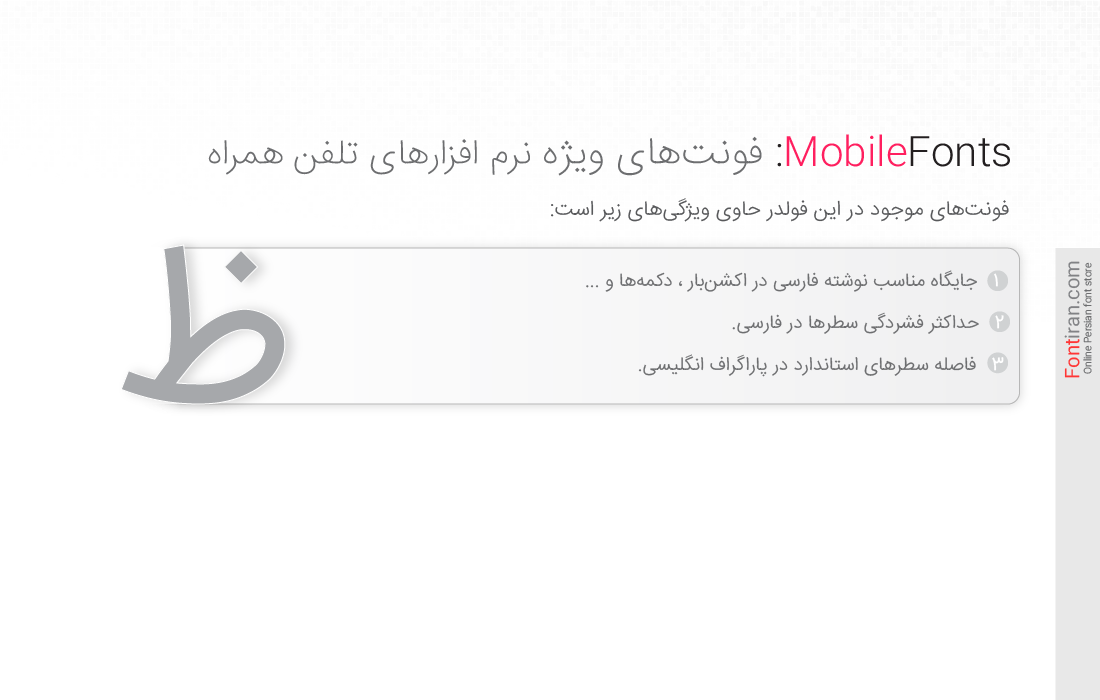 MobileFonts: فونت‌های ویژه نرم افزارهای تلفن همراه
فونت‌های موجود در این فولدر حاوی ویژگی‌های زیر است:
۱ جایگاه مناسب نوشته فارسی در اکشن‌بار ، دکمه‌ها و ...
۲ حداکثر فشردگی سطرها در فارسی.
۳ فاصله سطرهای استاندارد در پاراگراف انگلیسی.
ظ
Fontiran.com
Online Persian font store